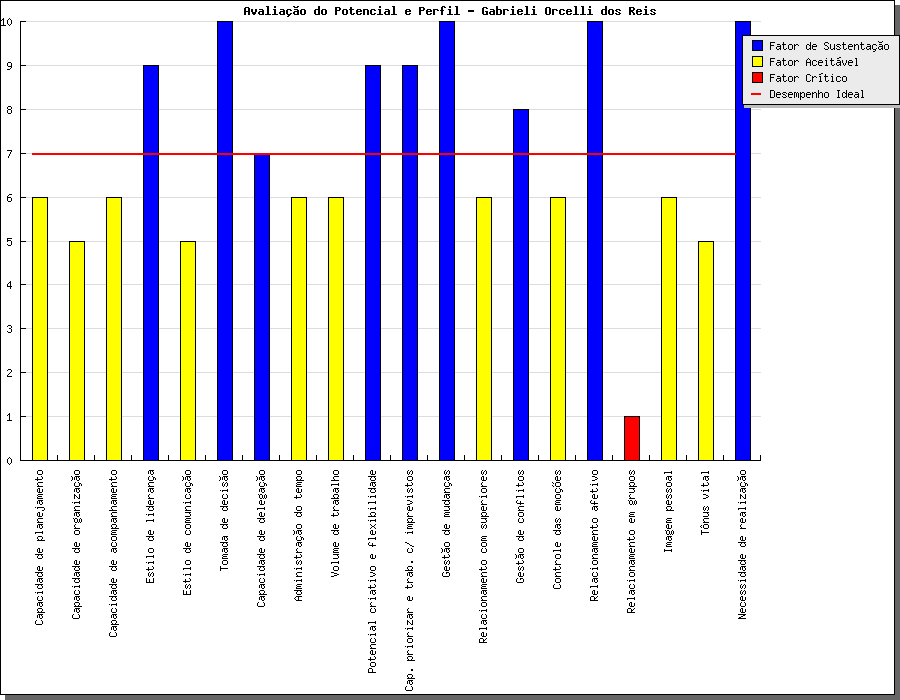 Avaliação do Potencial e Perfil - Gabrieli Orcelli dos Reis
Fator de Sustentação
Fator Aceitável
Fator Crítico
Desempenho Ideal
10
9
8
7
6
5
4
3
2
1
0
Capacidade de planejamento
Capacidade de organização
Capacidade de acompanhamento
Estilo de liderança
Estilo de comunicação
Tomada de decisão
Capacidade de delegação
Administração do tempo
Volume de trabalho
Potencial criativo e flexibilidade
Cap. priorizar e trab. c/ imprevistos
Gestão de mudanças
Relacionamento com superiores
Gestão de conflitos
Controle das emoções
Relacionamento afetivo
Relacionamento em grupos
Imagem pessoal
Tônus vital
Necessidade de realização